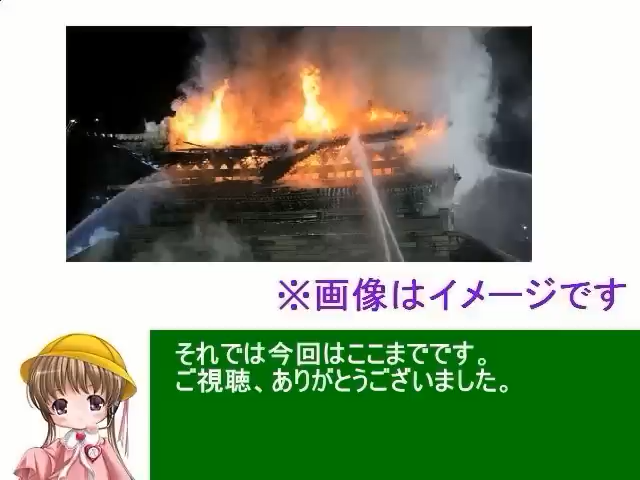 ※画像はイメージです
それでは今回はここまでです。
ご視聴、ありがとうございました。